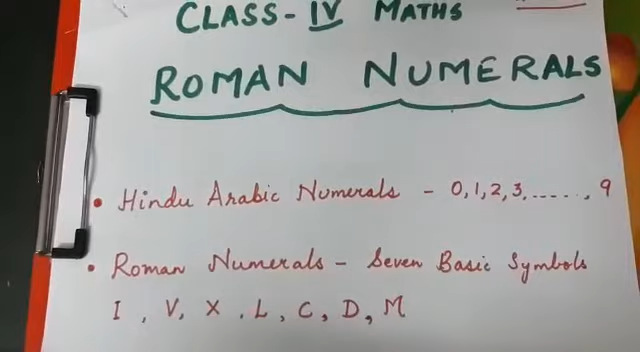 CLASS - IV MATHS
ROMAN NUMERALS
• Hindu Arabic Numerals - 0, 1, 2, 3, ....., 9
• Roman Numerals - Seven Basic Symbols
I, V, X, L, C, D, M